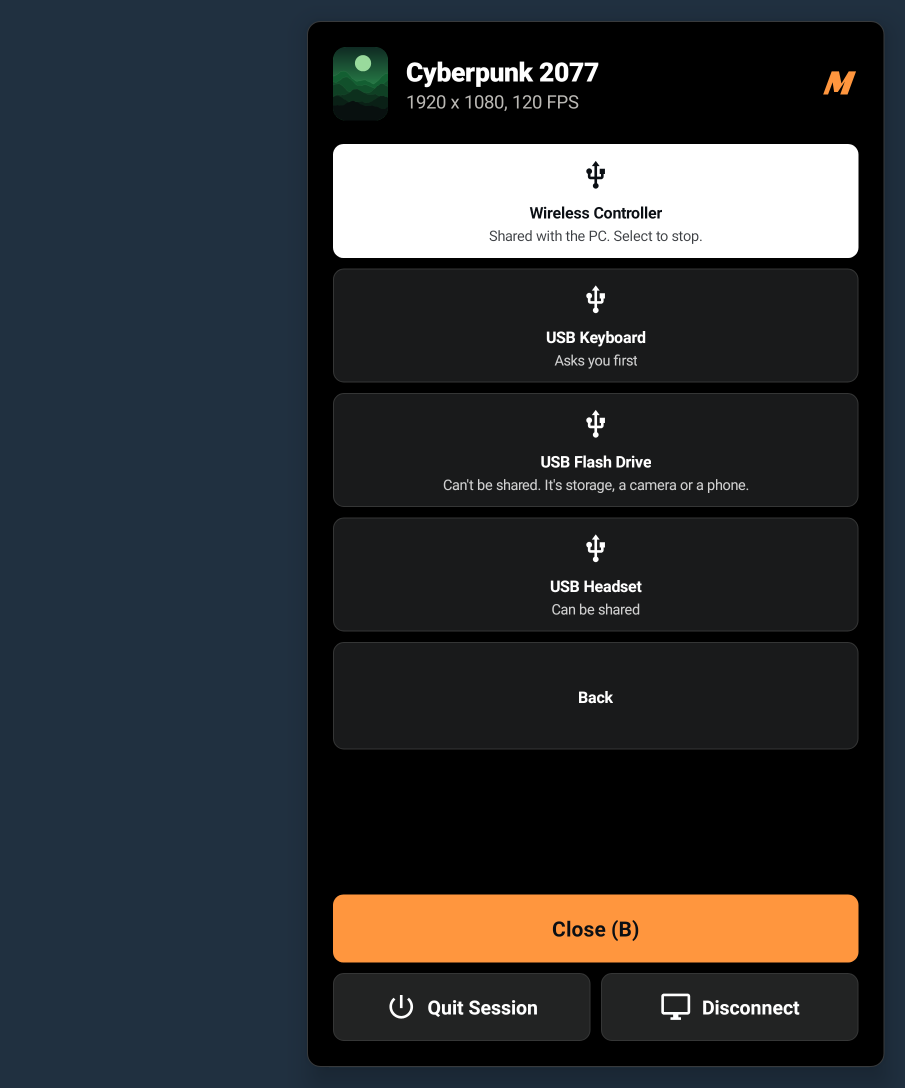 Cyberpunk 2077
1920 x 1080, 120 FPS
Wireless Controller
Shared with the PC. Select to stop.
USB Keyboard
Asks you first
USB Flash Drive
Can't be shared. It's storage, a camera or a phone.
USB Headset
Can be shared
Back
Close (B)
Quit Session
Disconnect